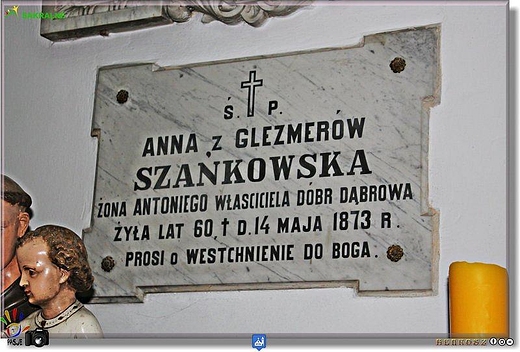 Ś. P.
ANNA z GLEZMERÓW
SZAŃKOWSKA
ŻONA ANTONIEGO WŁAŚCICIELA DÓBR DĄBROWA
ŻYŁA LAT 60 † D. 14 MAJA 1873 R.
PROSI o WESTCHNIENIE DO BOGA.